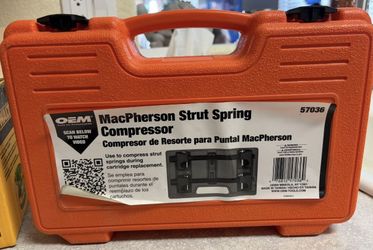 OEM
57036
MacPherson Strut Spring
Compressor
Compresor de Resorte para Puntal MacPherson
SCAN BELOW
TO WATCH
VIDEO
Use to compress strut
springs during
cartridge replacement.
Se emplea para
comprimir resortes de
puntales durante el
reemplazo de los
cartuchos.